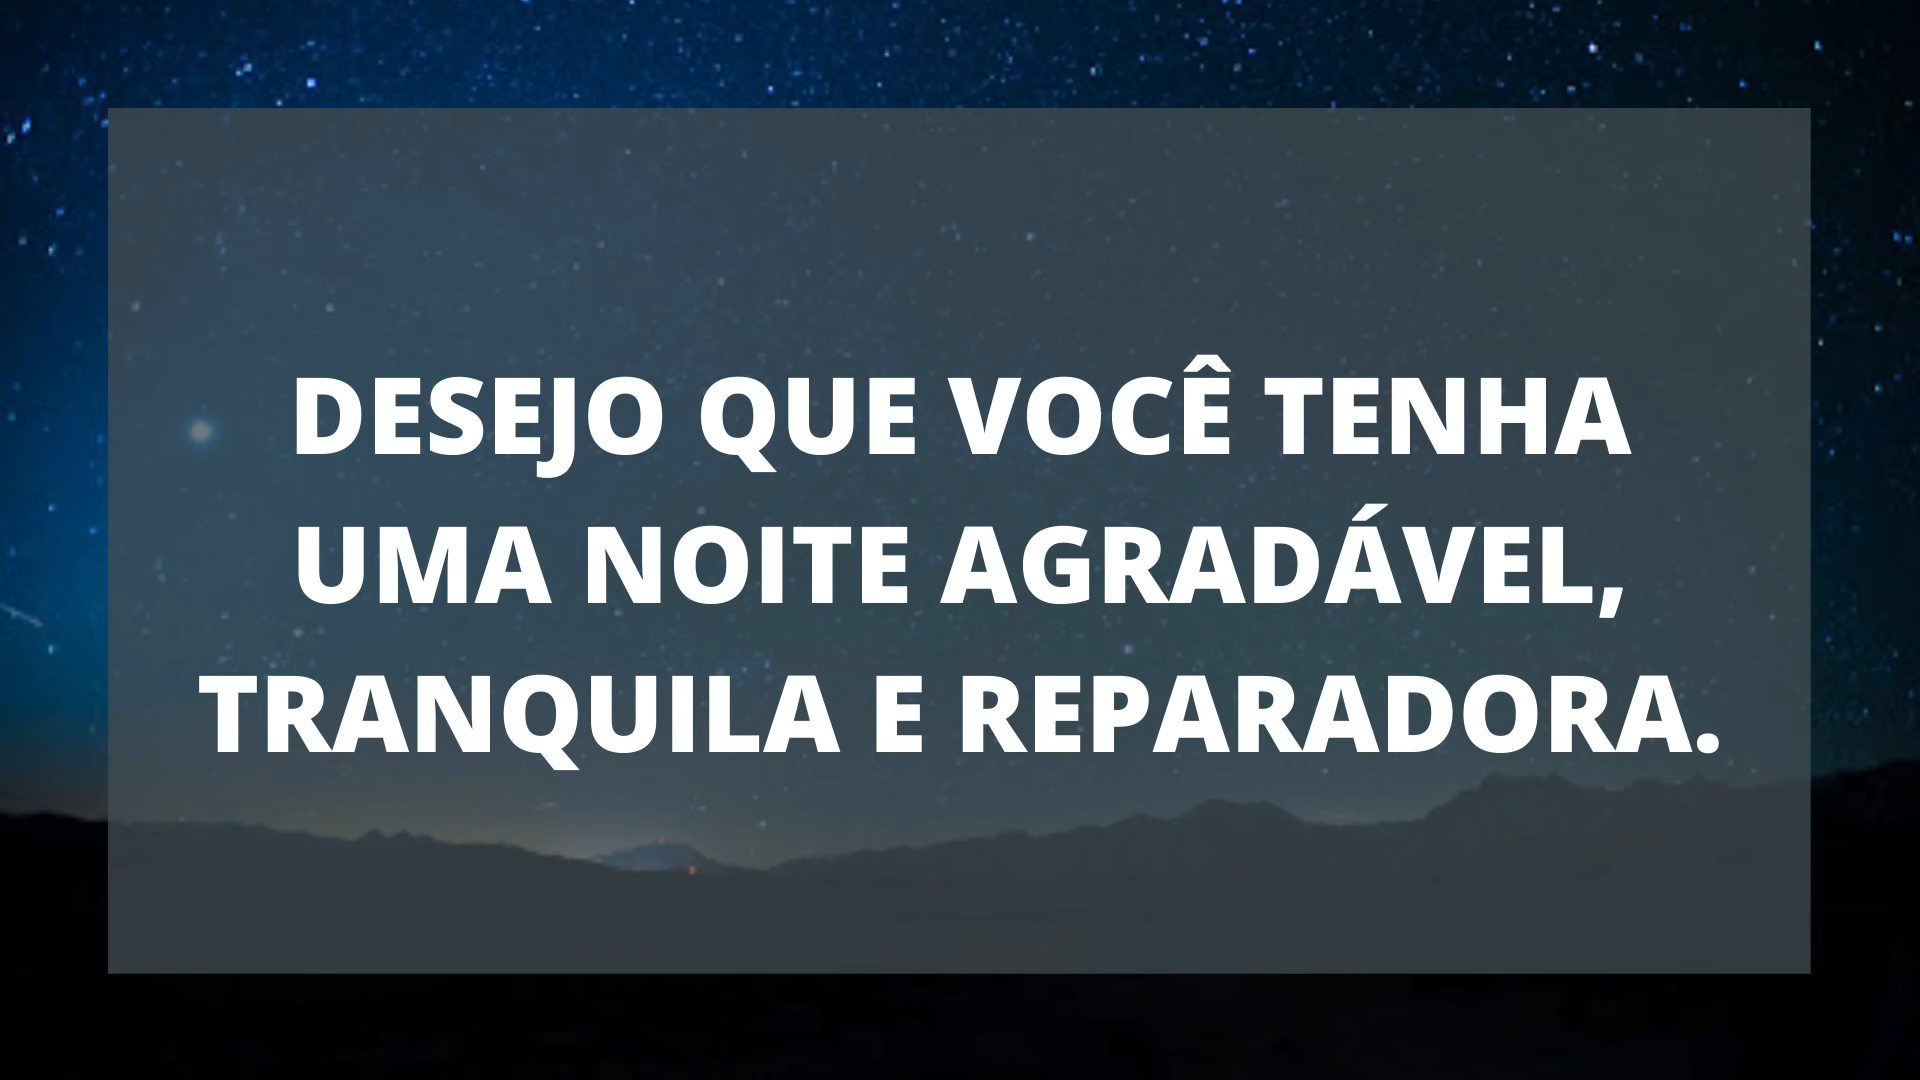 DESEJO QUE VOCÊ TENHA
UMA NOITE AGRADÁVEL,
TRANQUILA E REPARADORA.